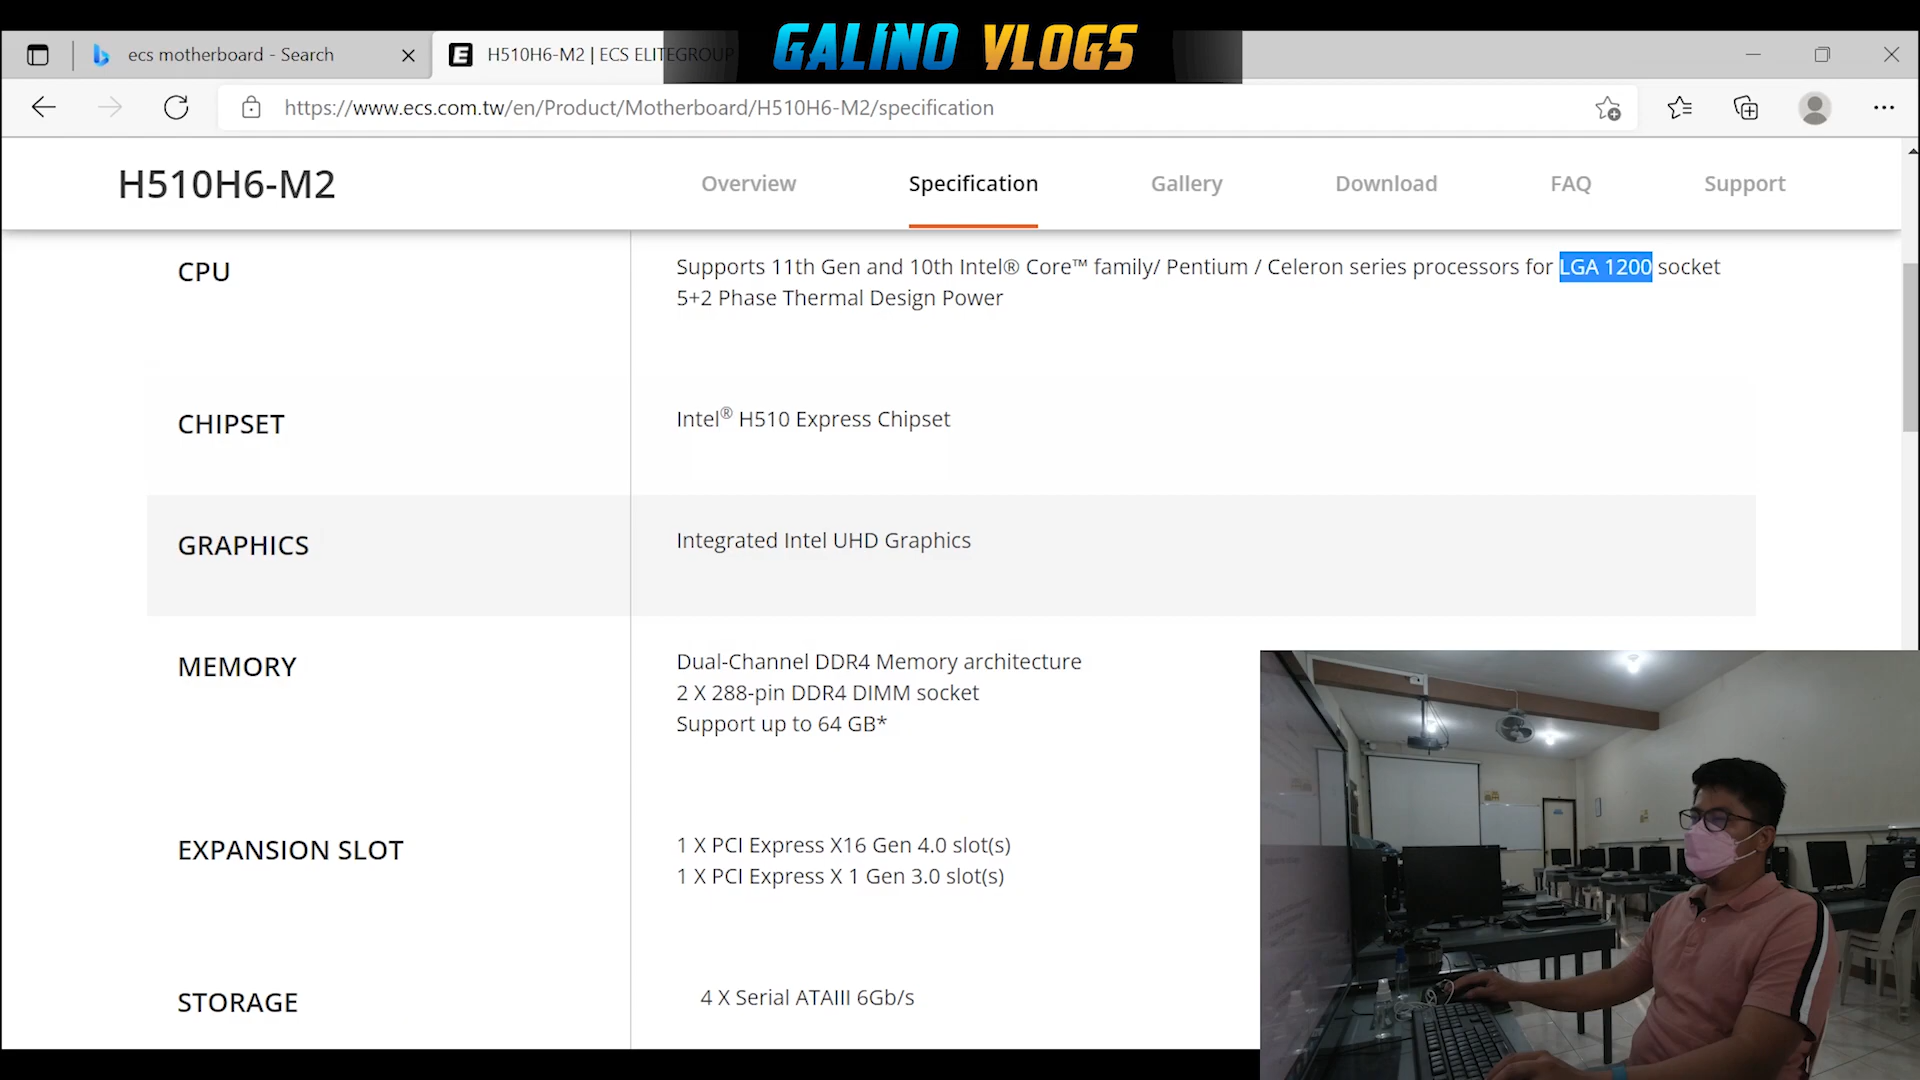 GALINO VLOGS
ecs motherboard - Search
H510H6-M2 | ECS ELITEGROUP
https://www.ecs.com.tw/en/Product/Motherboard/H510H6-M2/specification
H510H6-M2
Overview
Specification
Gallery
Download
FAQ
Support
CPU
Supports 11th Gen and 10th Intel® Core™ family/ Pentium / Celeron series processors for LGA 1200 socket
5+2 Phase Thermal Design Power
CHIPSET
Intel® H510 Express Chipset
GRAPHICS
Integrated Intel UHD Graphics
MEMORY
Dual-Channel DDR4 Memory architecture
2 X 288-pin DDR4 DIMM socket
Support up to 64 GB*
EXPANSION SLOT
1 X PCI Express X16 Gen 4.0 slot(s)
1 X PCI Express X 1 Gen 3.0 slot(s)
STORAGE
4 X Serial ATAIII 6Gb/s